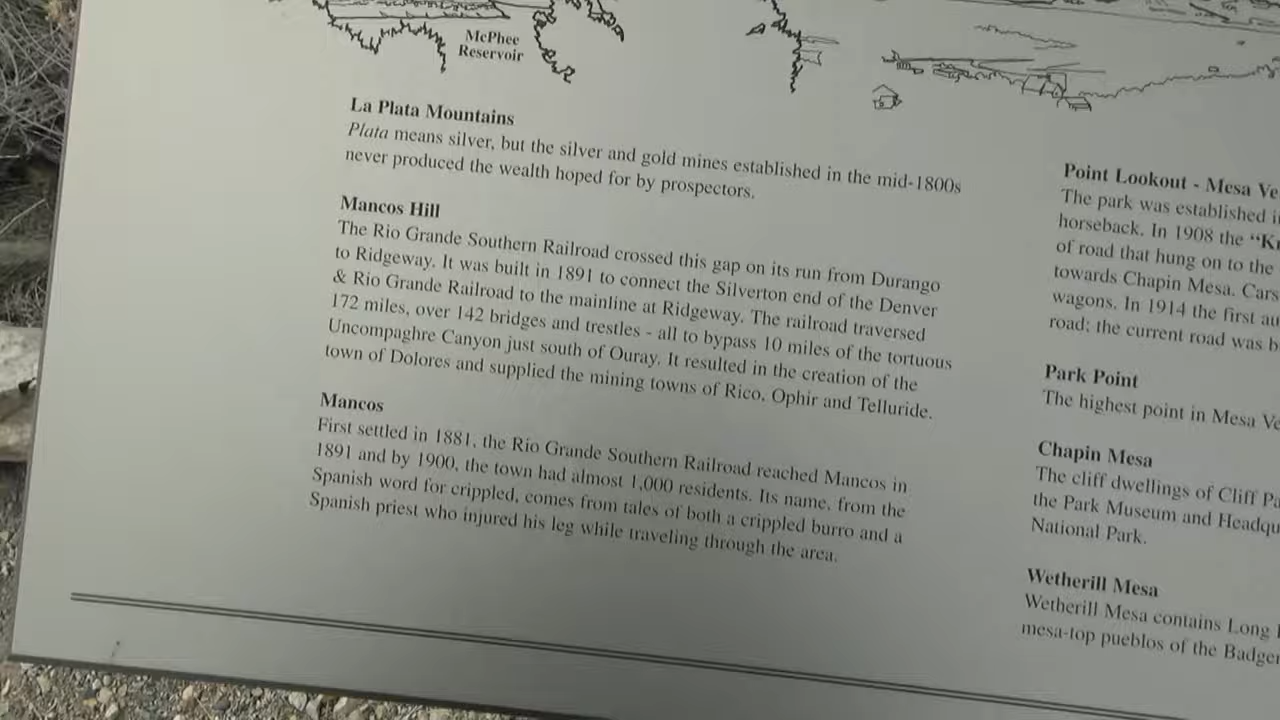 McPhee
Reservoir
La Plata Mountains
Plata means silver, but the silver and gold mines established in the mid-1800s
never produced the wealth hoped for by prospectors.
Mancos Hill
The Rio Grande Southern Railroad crossed this gap on its run from Durango
to Ridgeway. It was built in 1891 to connect the Silverton end of the Denver
& Rio Grande Railroad to the mainline at Ridgeway. The railroad traversed
172 miles, over 142 bridges and trestles - all to bypass 10 miles of the tortuous
Uncompaghre Canyon just south of Ouray. It resulted in the creation of the
town of Dolores and supplied the mining towns of Rico, Ophir and Telluride.
Mancos
First settled in 1881, the Rio Grande Southern Railroad reached Mancos in
1891 and by 1900, the town had almost 1,000 residents. Its name, from the
Spanish word for crippled, comes from tales of both a crippled burro and a
Spanish priest who injured his leg while traveling through the area.
Point Lookout - Mesa
The park was established
horseback. In 1908 the
of road that hung on to the
towards Chapin Mesa. Cars
wagons. In 1914 the first
road; the current road was
Park Point
The highest point in Mesa
Chapin Mesa
The cliff dwellings of Cliff
the Park Museum and
National Park.
Wetherill Mesa
Wetherill Mesa contains Long
mesa-top pueblos of the